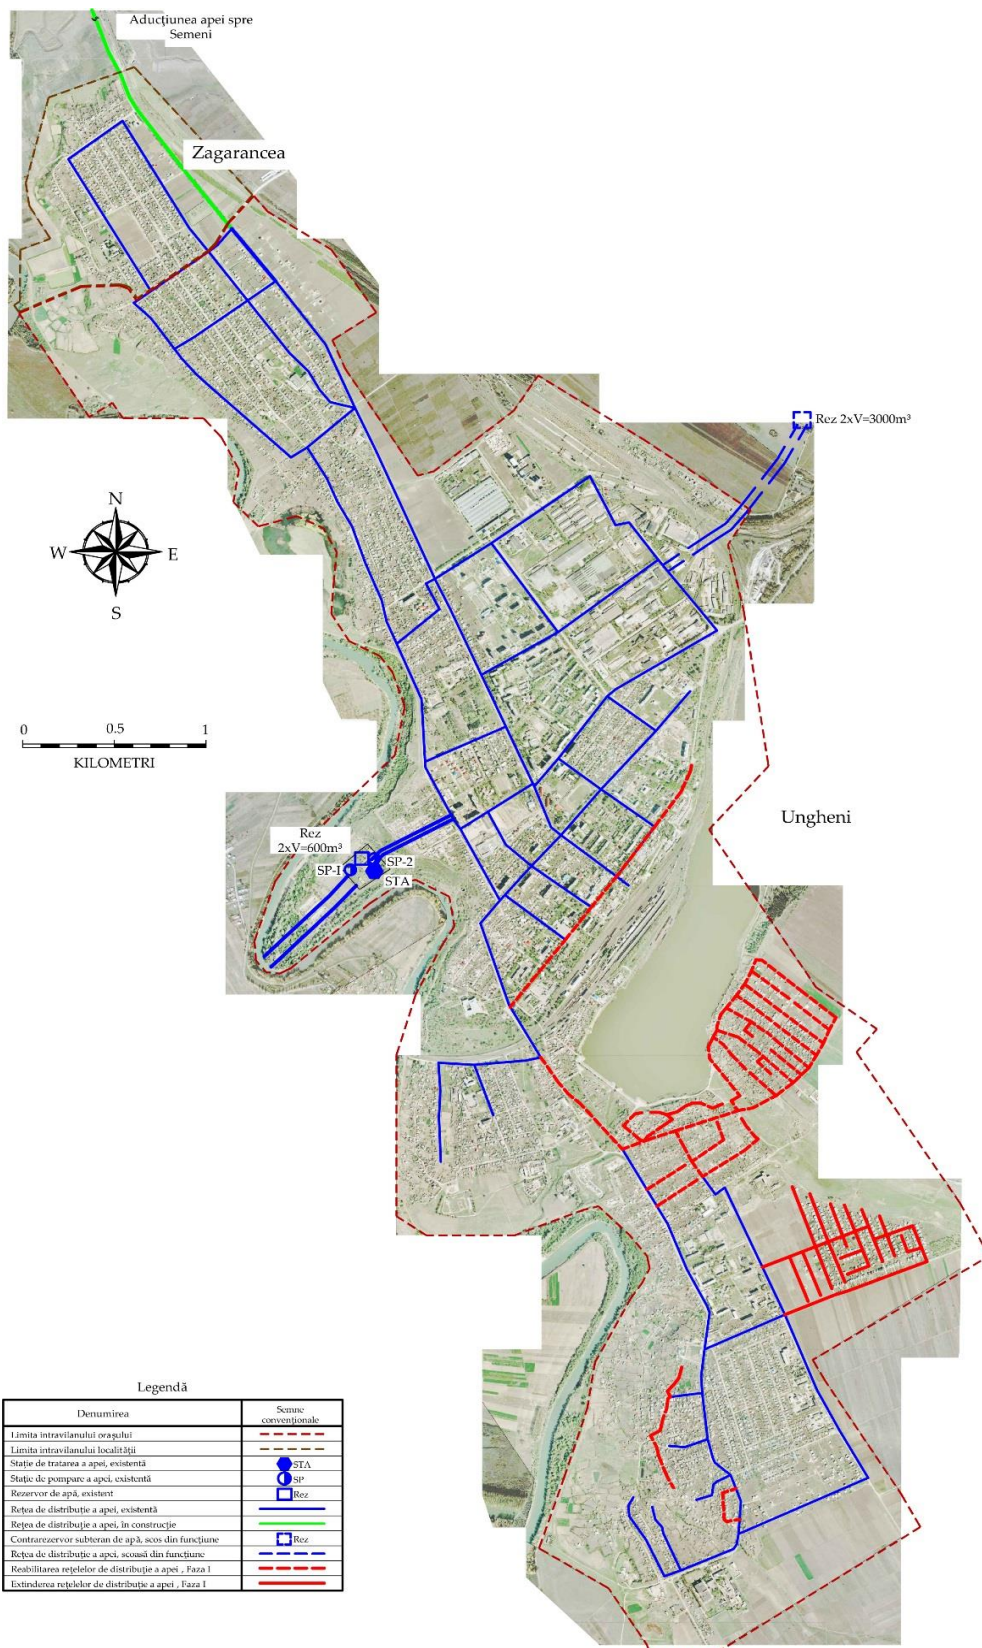 Aducțiunea apei spre
Semeni
Zagarancea
Rez 2xV=3000m³
N
W E
S
0 0.5 1
KILOMETRI
Ungheni
Rez
2xV=600m³
SP-I
SP-2
STA
Legendă
Denumirea Semne
convenționale
Limita intravilanului orașului
Limita intravilanului localității
Stație de tratarea a apei, existentă STA
Stație de pompare a apei, existentă SP
Rezervor de apă, existent Rez
Rețea de distribuție a apei, existentă
Rețea de distribuție a apei, în construcție
Contrarezervor subteran de apă, scos din funcțiune Rez
Rețea de distribuție a apei, scoasă din funcțiune
Reabilitarea rețelelor de distribuție a apei , Faza I
Extinderea rețelelor de distribuție a apei , Faza I